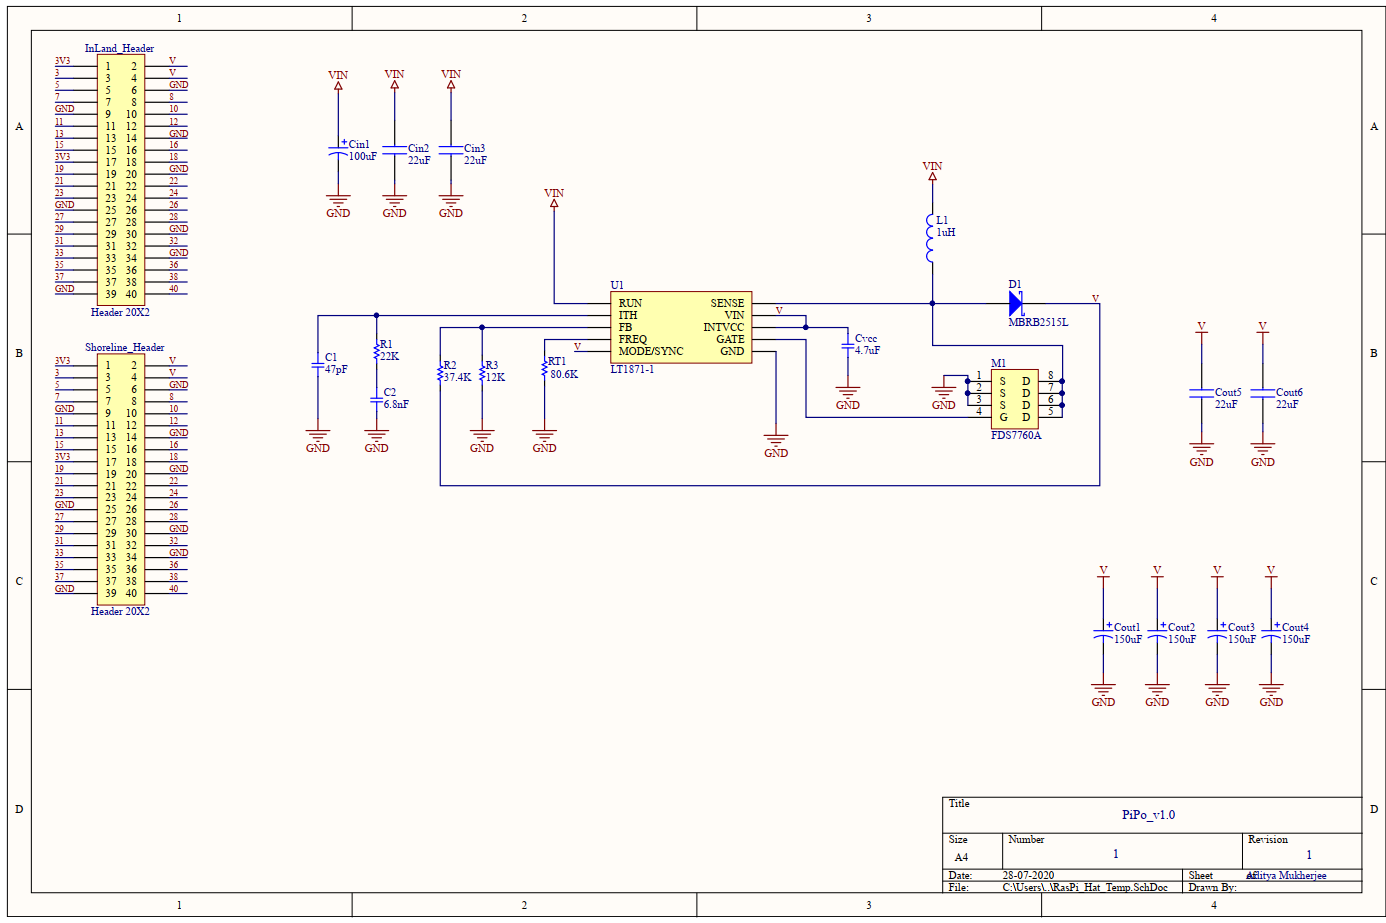 1 2 3 4
A
B
C
D
A
B
C
D
1 2 3 4
InLand_Header
3V3 1 2 V
3 3 4 V
5 5 6 GND
7 7 8 8
GND 9 10 10
11 11 12 12
13 13 14 GND
15 15 16 16
3V3 17 18 18
19 19 20 GND
21 21 22 22
23 23 24 24
GND 25 26 26
27 27 28 28
29 29 30 GND
31 31 32 32
33 33 34 GND
35 35 36 36
37 37 38 38
GND 39 40 40
Header 20X2
Shoreline_Header
3V3 1 2 V
3 3 4 V
5 5 6 GND
7 7 8 8
GND 9 10 10
11 11 12 12
13 13 14 GND
15 15 16 16
3V3 17 18 18
19 19 20 GND
21 21 22 22
23 23 24 24
GND 25 26 26
27 27 28 28
29 29 30 GND
31 31 32 32
33 33 34 GND
35 35 36 36
37 37 38 38
GND 39 40 40
Header 20X2
VIN VIN VIN
Cin1 Cin2 Cin3
100uF 22uF 22uF
GND GND GND
VIN
VIN
L1
1uH
U1
RUN SENSE
ITH VIN V
FB INTVCC
FREQ GATE
V MODE/SYNC GND
LT1871-1
D1
V
MBRB2515L
C1
47pF
R1
22K
C2
6.8nF
R2
37.4K
R3
12K
RT1
80.6K
Cvcc
4.7uF
GND
M1
1 S D 8
2 S D 7
3 S D 6
4 G D 5
FDS7760A
GND
GND GND GND GND GND
V V
Cout5 Cout6
22uF 22uF
GND GND
V V V V
Cout1 Cout2 Cout3 Cout4
150uF 150uF 150uF 150uF
GND GND GND GND
Title
PiPo_v1.0
Size Number Revision
A4 1 1
Date: 28-07-2020 Sheet of
Aditya Mukherjee
File: C:\Users\..\RasPi_Hat_Temp.SchDoc Drawn By: